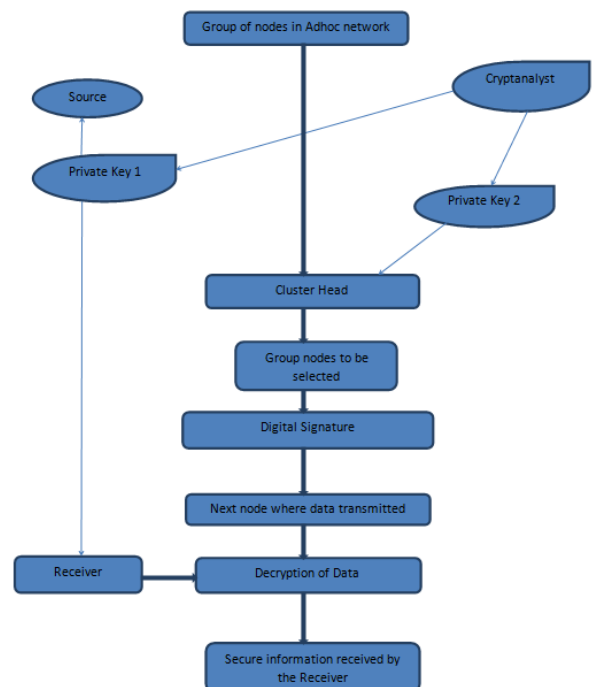 Group of nodes in Adhoc network
Cryptanalyst
Source
Private Key 1
Private Key 2
Cluster Head
Group nodes to be
selected
Digital Signature
Next node where data transmitted
Receiver
Decryption of Data
Secure information received by
the Receiver